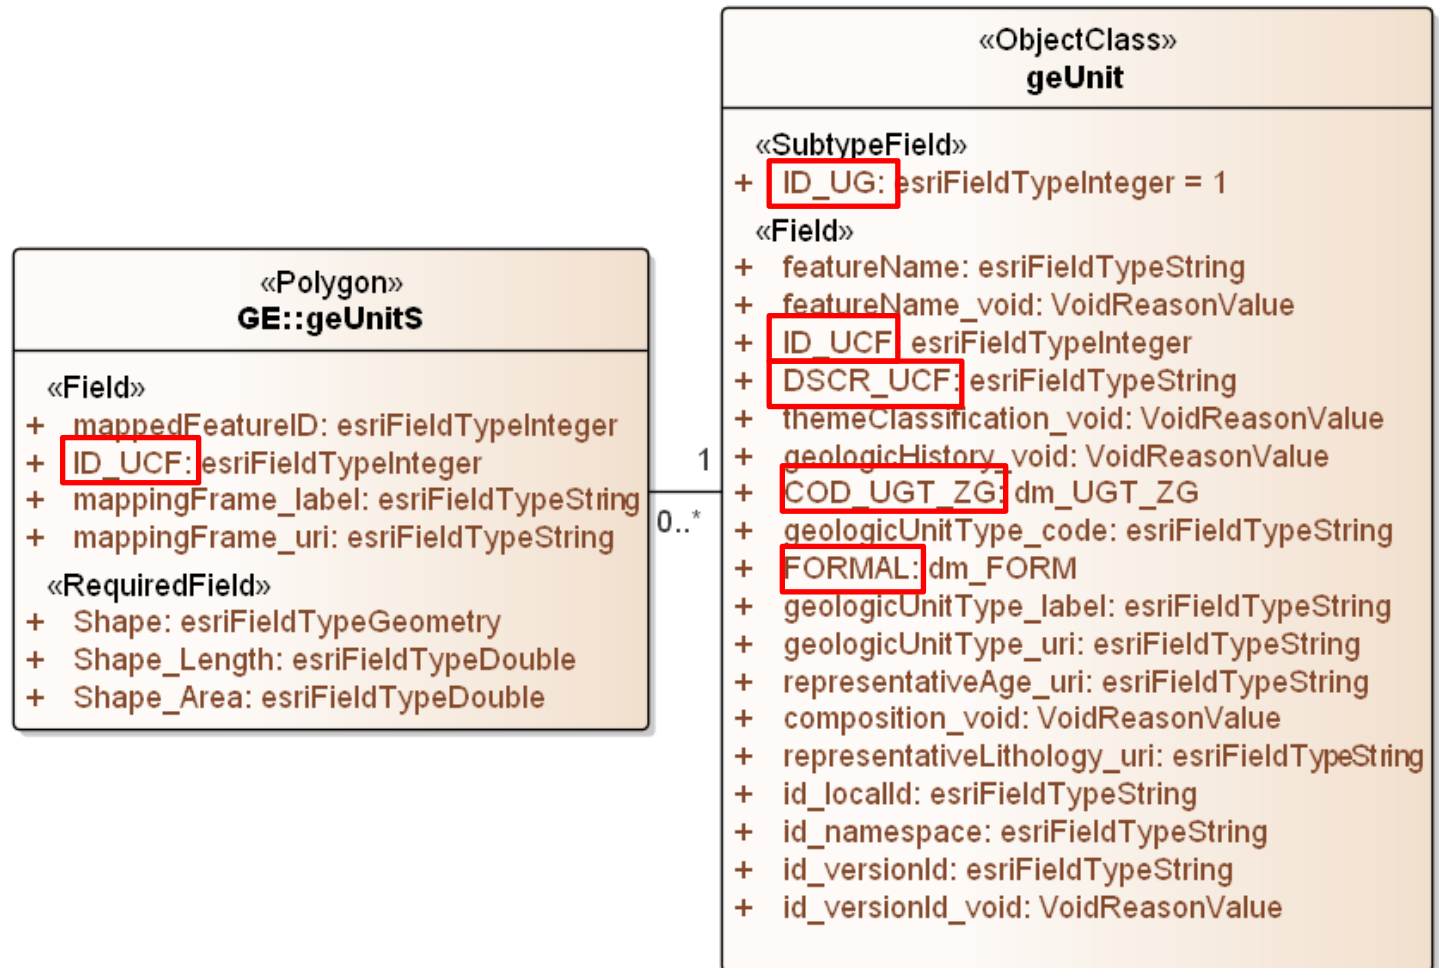 «Polygon»
GE::geUnitS
«Field»
+ mappedFeatureID: esriFieldTypeInteger
+ ID_UCF: esriFieldTypeInteger
+ mappingFrame_label: esriFieldTypeString
+ mappingFrame_uri: esriFieldTypeString
«RequiredField»
+ Shape: esriFieldTypeGeometry
+ Shape_Length: esriFieldTypeDouble
+ Shape_Area: esriFieldTypeDouble
1
0..*
«ObjectClass»
geUnit
«SubtypeField»
+ ID_UG: esriFieldTypeInteger = 1
«Field»
+ featureName: esriFieldTypeString
+ featureName_void: VoidReasonValue
+ ID_UCF: esriFieldTypeInteger
+ DSCR_UCF: esriFieldTypeString
+ themeClassification_void: VoidReasonValue
+ geologicHistory_void: VoidReasonValue
+ COD_UGT_ZG: dm_UGT_ZG
+ geologicUnitType_code: esriFieldTypeString
+ FORMAL: dm_FORM
+ geologicUnitType_label: esriFieldTypeString
+ geologicUnitType_uri: esriFieldTypeString
+ representativeAge_uri: esriFieldTypeString
+ composition_void: VoidReasonValue
+ representativeLithology_uri: esriFieldTypeString
+ id_localId: esriFieldTypeString
+ id_namespace: esriFieldTypeString
+ id_versionId: esriFieldTypeString
+ id_versionId_void: VoidReasonValue